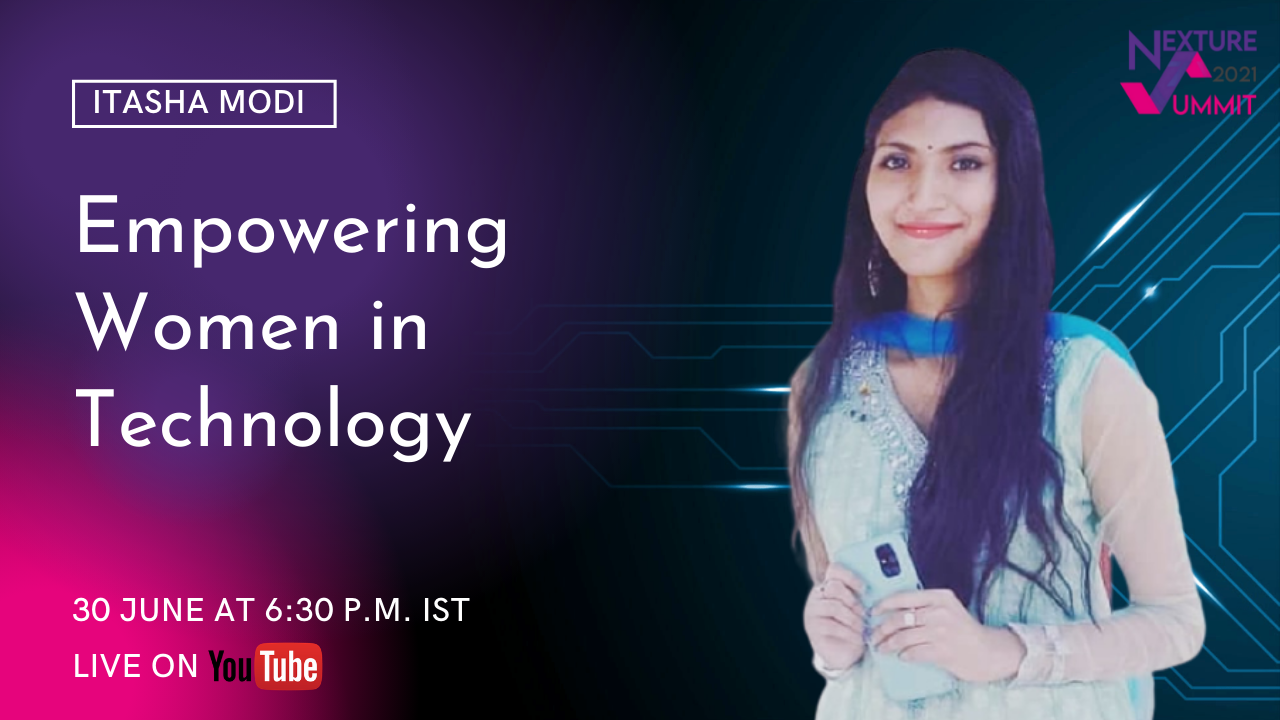 NEXTURE
2021
SUMMIT
ITASHA MODI
Empowering
Women in
Technology
30 JUNE AT 6:30 P.M. IST
LIVE ON YouTube